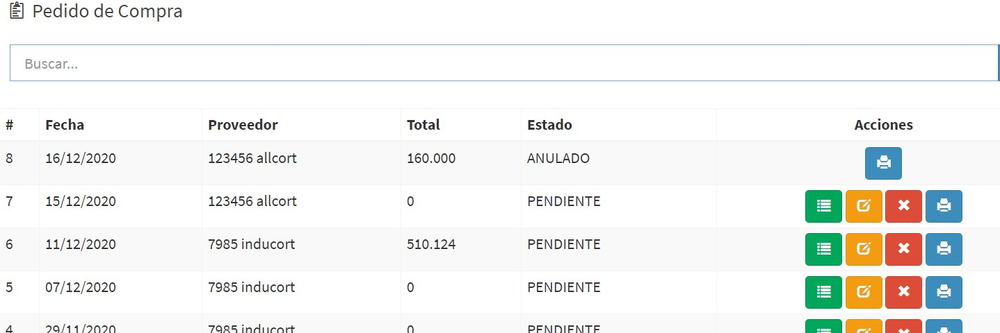 Pedido de Compra
Buscar...
# Fecha Proveedor Total Estado Acciones
8 16/12/2020 123456 allcort 160.000 ANULADO
7 15/12/2020 123456 allcort 0 PENDIENTE
6 11/12/2020 7985 inducort 510.124 PENDIENTE
5 07/12/2020 7985 inducort 0 PENDIENTE
4 29/11/2020 7985 inducort 0 PENDIENTE